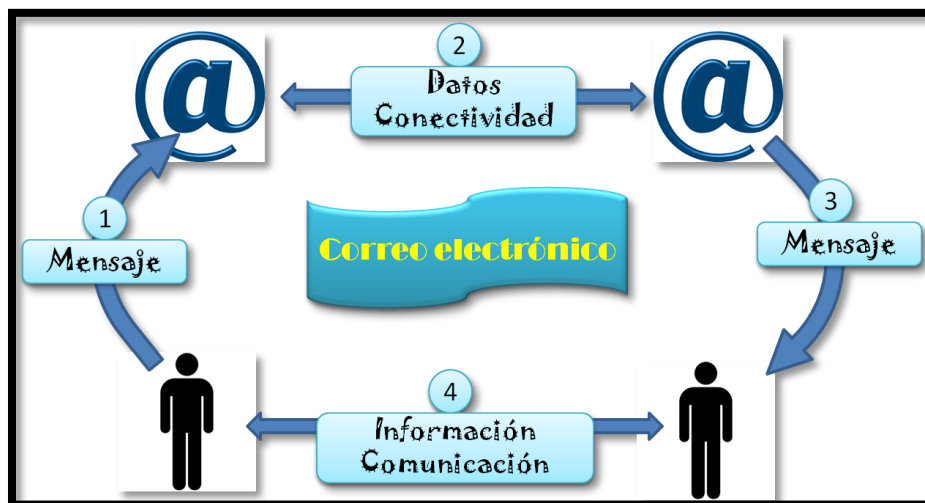 @
2
Datos
Conectividad
@
1
Mensaje
3
Mensaje
Correo electrónico
4
Información
Comunicación